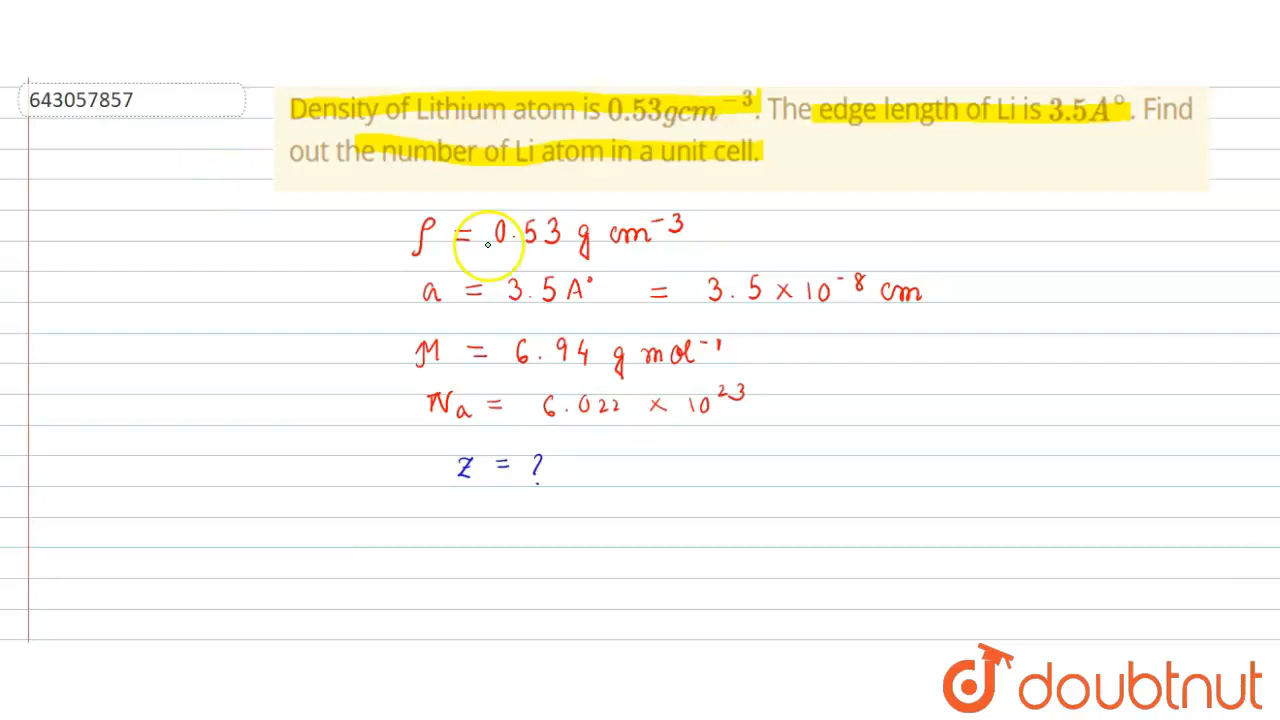 643057857
Density of Lithium atom is 0.53gcm⁻³. The edge length of Li is 3.5A°. Find
out the number of Li atom in a unit cell.
ρ = 0.53 g cm⁻³
a = 3.5 A° = 3.5 × 10⁻⁸ cm
M = 6.94 g mol⁻¹
Nₐ = 6.022 × 10²³
Z = ?
doubtnut